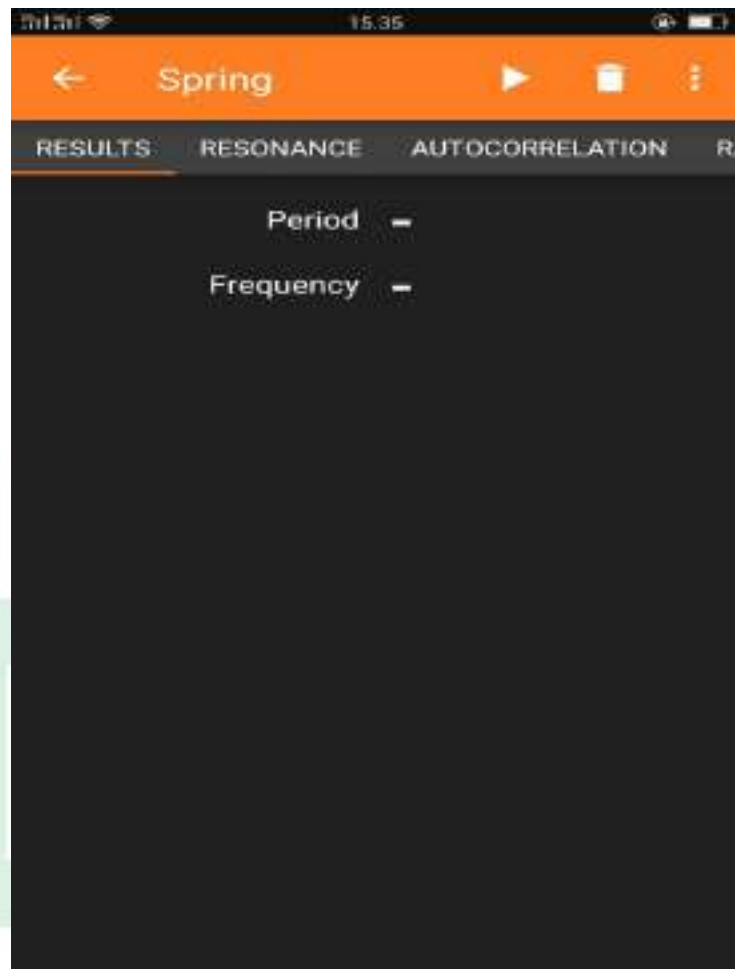 15.35
Spring
RESULTS RESONANCE AUTOCORRELATION R
Period –
Frequency –